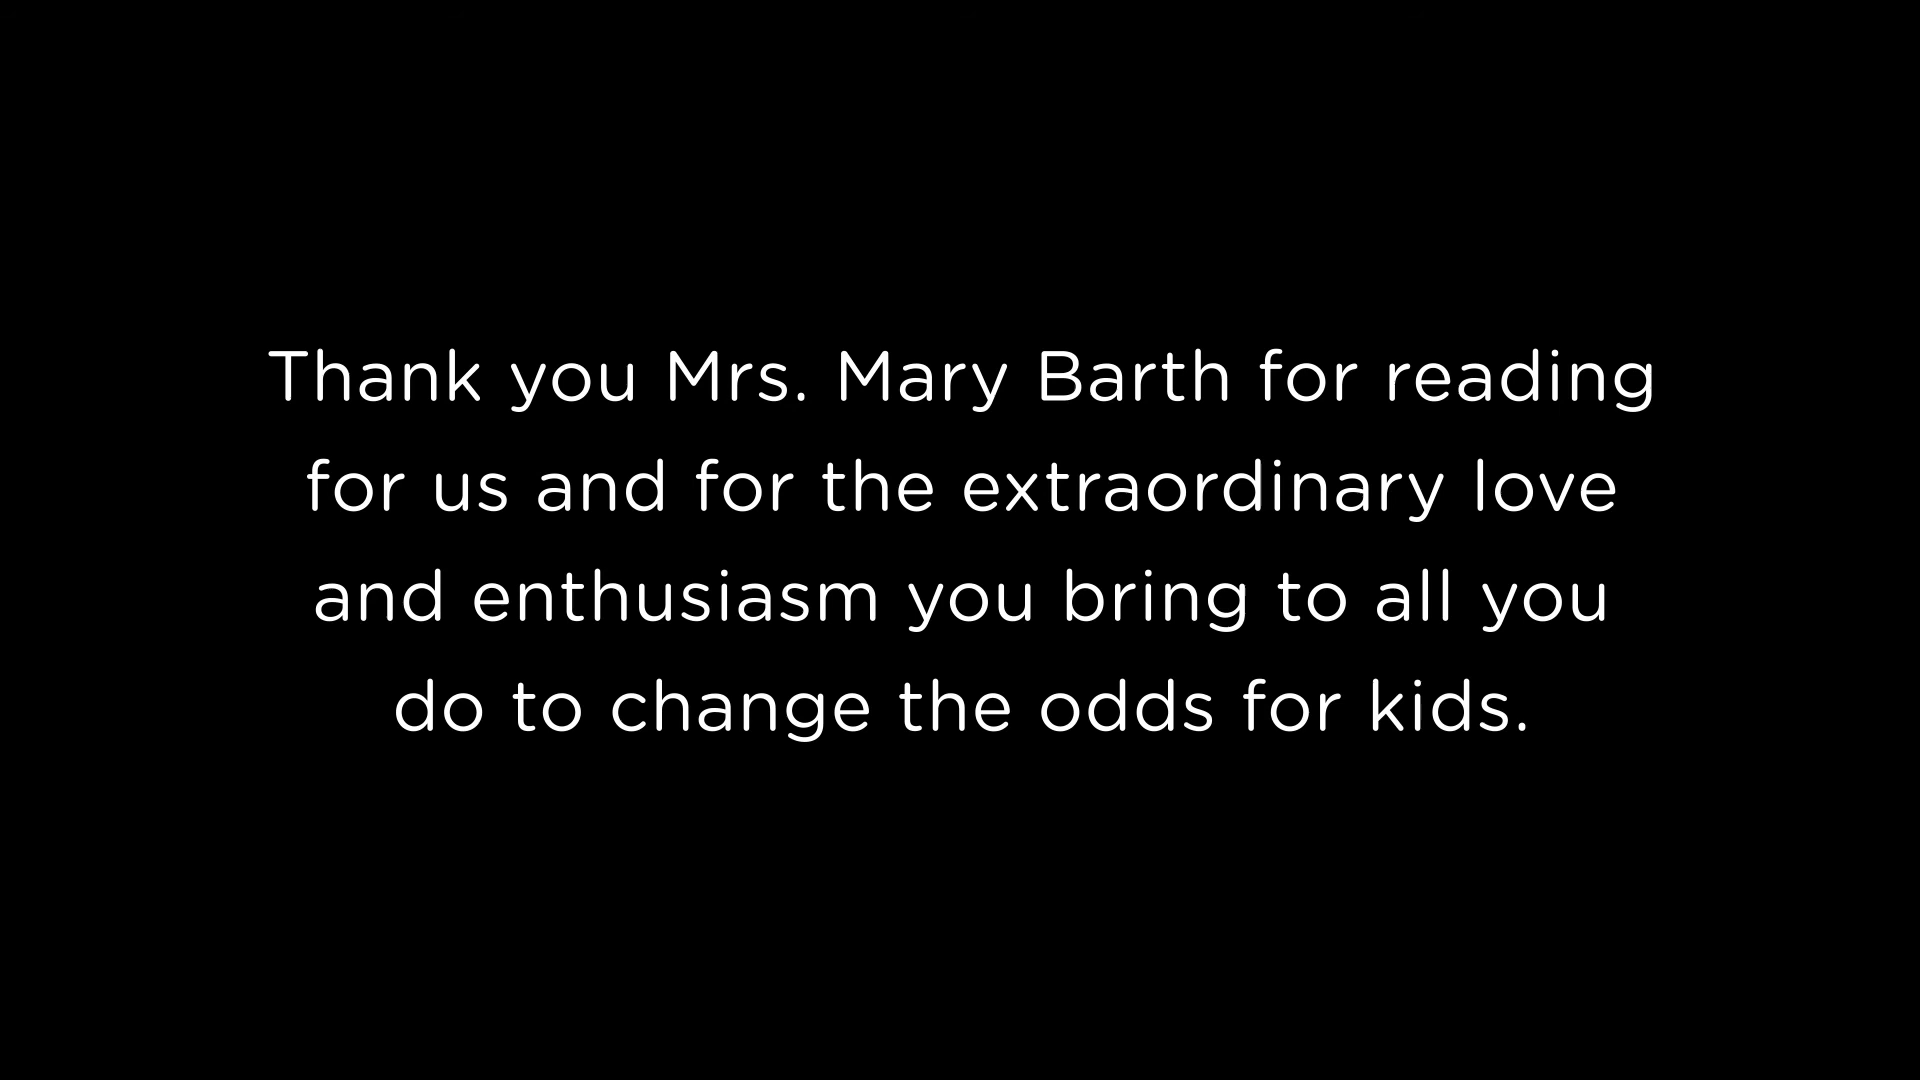 Thank you Mrs. Mary Barth for reading
for us and for the extraordinary love
and enthusiasm you bring to all you
do to change the odds for kids.